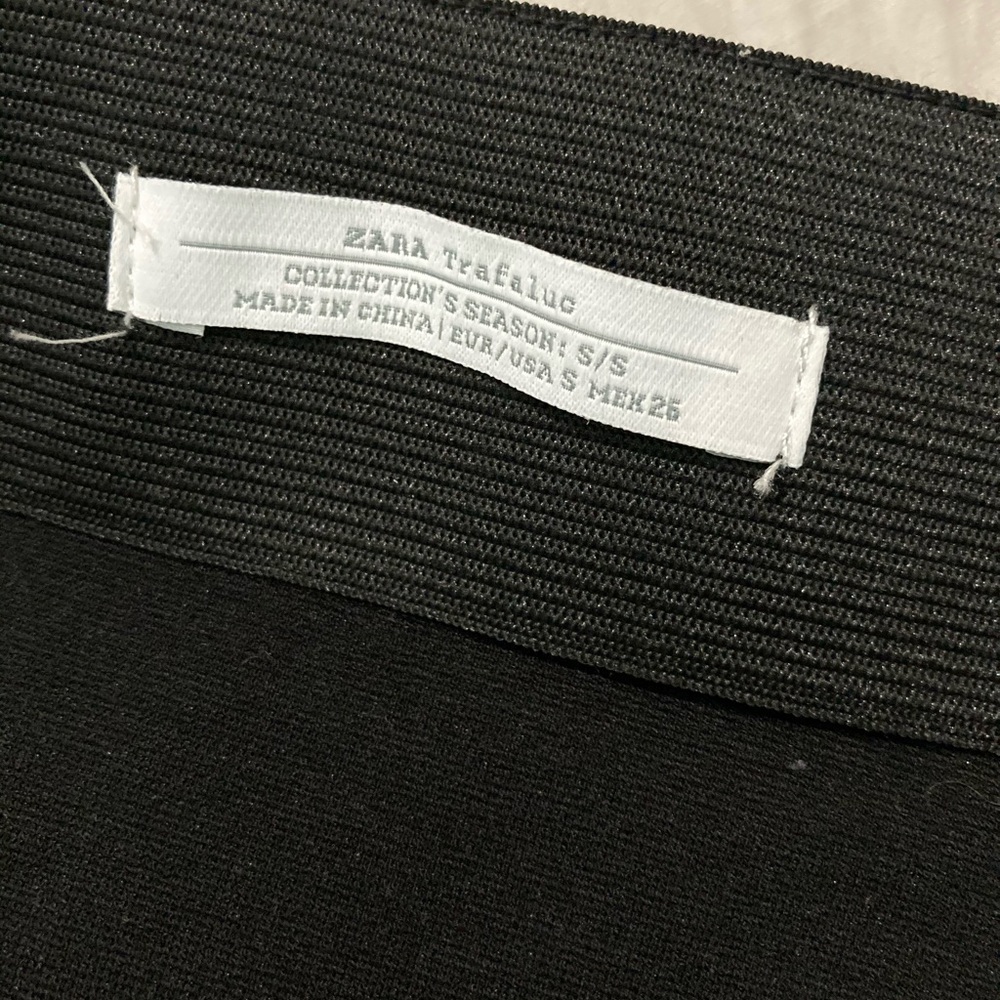 ZARA Trafaluc
COLLECTION'S SEASON: S/S
MADE IN CHINA | EUR/USA S MEX 26